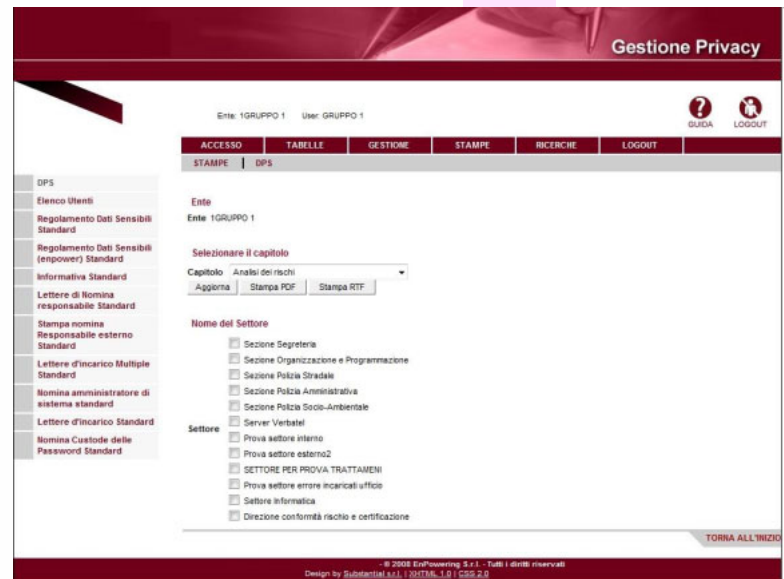 Gestione Privacy
Ente: 1GRUPPO 1 User: GRUPPO 1
GUIDA
LOGOUT
ACCESSO TABELLE GESTIONE STAMPE RICERCHE LOGOUT
STAMPE | DPS
DPS
Elenco Utenti
Regolamento Dati Sensibili
Standard
Regolamento Dati Sensibili
(enpower) Standard
Informativa Standard
Lettere di Nomina
responsabile Standard
Stampa nomina
Responsabile esterno
Standard
Lettere d'incarico Multiple
Standard
Nomina amministratore di
sistema standard
Lettere d'incarico Standard
Nomina Custode delle
Password Standard
Ente
Ente 1GRUPPO 1
Selezionare il capitolo
Capitolo Analisi dei rischi
Aggiorna Stampa PDF Stampa RTF
Nome del Settore
Settore
Sezione Segreteria
Sezione Organizzazione e Programmazione
Sezione Polizia Stradale
Sezione Polizia Amministrativa
Sezione Polizia Socio-Ambientale
Server Verbatel
Prova settore interno
Prova settore esterno2
SETTORE PER PROVA TRATTAMENI
Prova settore errore incaricati ufficio
Settore Informatica
Direzione conformità rischio e certificazione
TORNA ALL'INIZIO
- © 2008 EnPowering S.r.l. - Tutti i diritti riservati
Design by Substantial s.r.l. | XHTML 1.0 | CSS 2.0